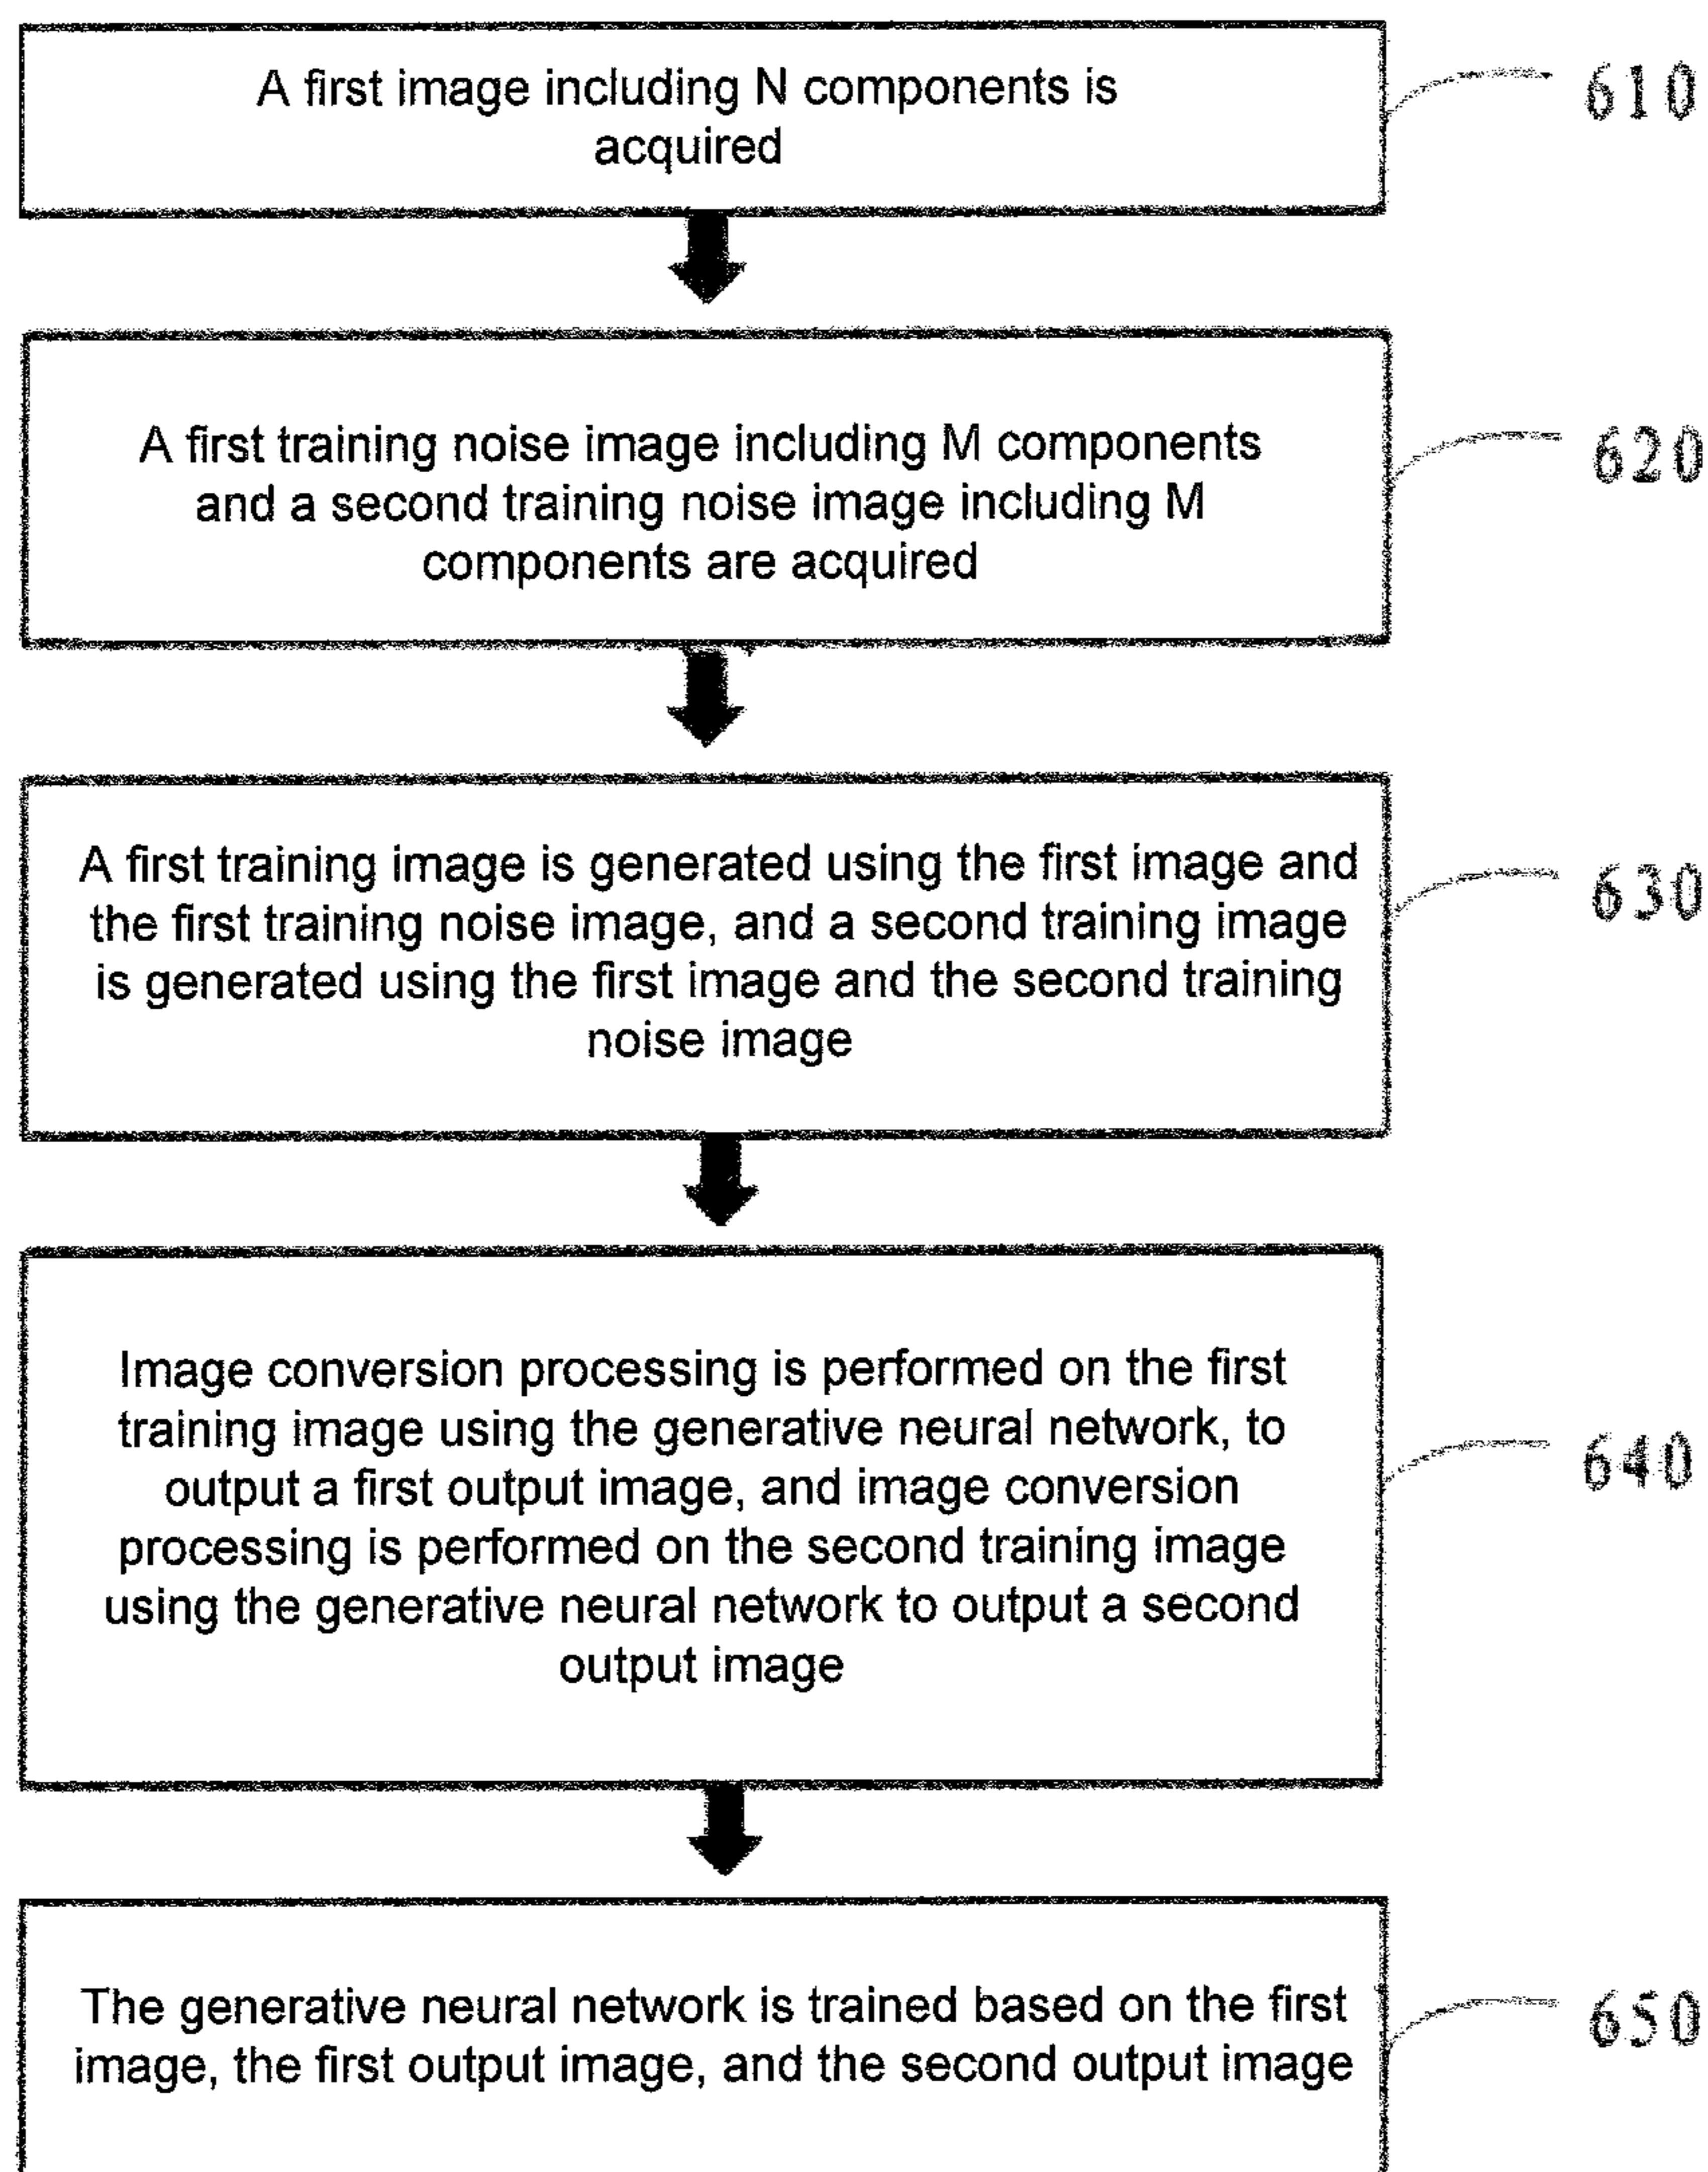 A first image including N components is
acquired
610
A first training noise image including M components
and a second training noise image including M
components are acquired
620
A first training image is generated using the first image and
the first training noise image, and a second training image
is generated using the first image and the second training
noise image
630
Image conversion processing is performed on the first
training image using the generative neural network, to
output a first output image, and image conversion
processing is performed on the second training image
using the generative neural network to output a second
output image
640
The generative neural network is trained based on the first
image, the first output image, and the second output image
650